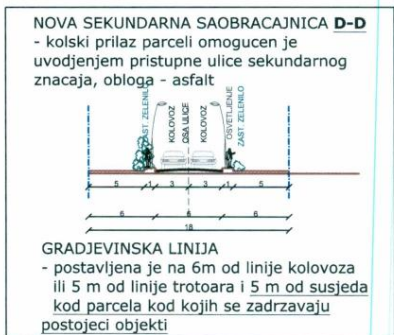 NOVA SEKUNDARNA SAOBRACAJNICA D-D
- kolski prilaz parceli omogucen je
uvodjenjem pristupne ulice sekundarnog
znacaja, obloga - asfalt
ZAST. ZELENILO
KOLOVOZ
OSA ULICE
KOLOVOZ
OSVETLJENJE
ZAST. ZELENILO
5 1 3 3 1 5
6 6 6
18
GRADJEVINSKA LINIJA
- postavljena je na 6m od linije kolovoza
ili 5 m od linije trotoara i 5 m od susjeda
kod parcela kod kojih se zadrzavaju
postojeci objekti